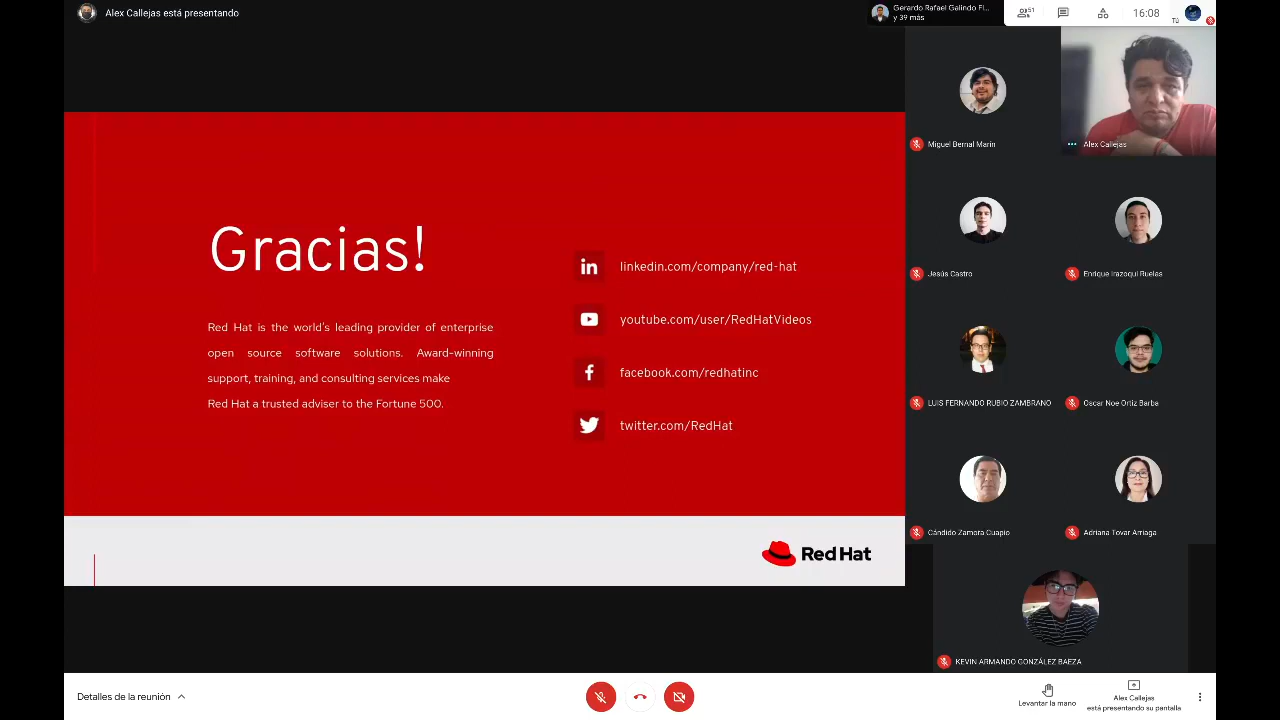 Alex Callejas está presentando
Gerardo Rafael Galindo Fl...
y 39 más
51
16:08
Tú
Gracias!
Red Hat is the world's leading provider of enterprise
open source software solutions. Award-winning
support, training, and consulting services make
Red Hat a trusted adviser to the Fortune 500.
linkedin.com/company/red-hat
youtube.com/user/RedHatVideos
facebook.com/redhatinc
twitter.com/RedHat
Red Hat
Miguel Bernal Marin
Alex Callejas
Jesús Castro
Enrique Irazoqui Ruelas
LUIS FERNANDO RUBIO ZAMBRANO
Oscar Noe Ortiz Barba
Cándido Zamora Cuapio
Adriana Tovar Arriaga
KEVIN ARMANDO GONZÁLEZ BAEZA
Detalles de la reunión
Levantar la mano
Alex Callejas
está presentando su pantalla